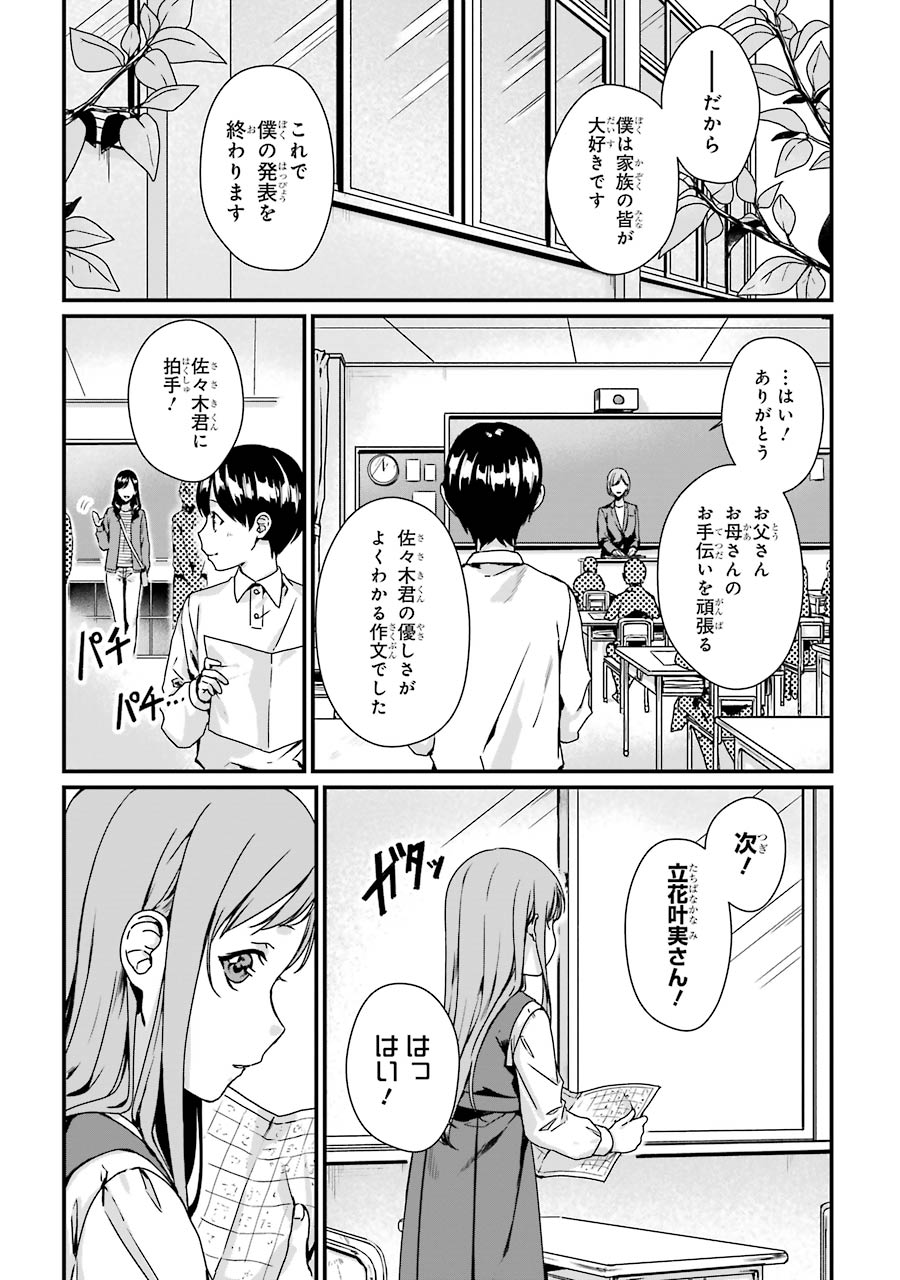 ――だから
僕は家族の皆が
大好きです
これで
僕の発表を
終わります
…はい！
ありがとう
お父さん
お母さんの
お手伝いを頑張る
佐々木君の優しさが
よくわかる作文でした
佐々木君に
拍手！
パチ
パチ…
次！
立花叶実さん！
ガタッ
はっ
はい！